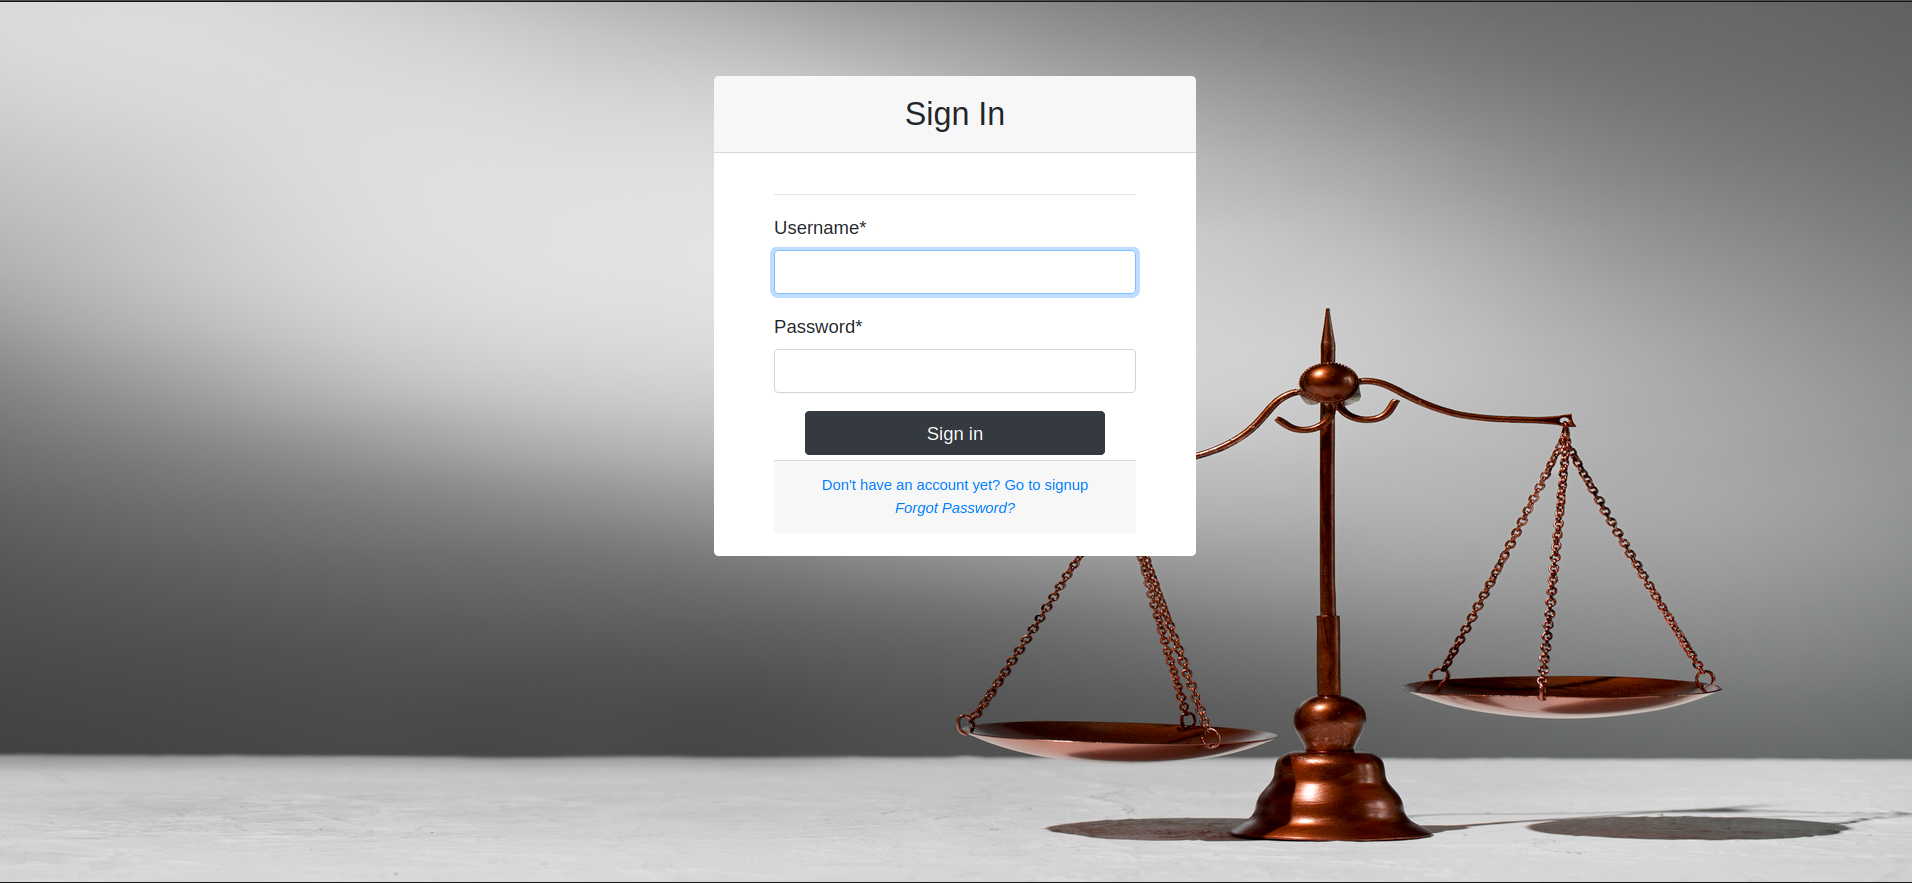 Sign In
Username*
Password*
Sign in
Don't have an account yet? Go to signup
Forgot Password?